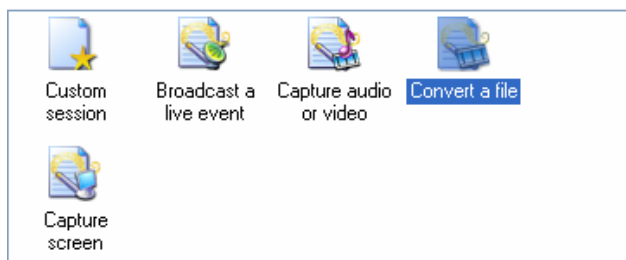 Custom
session
Broadcast a
live event
Capture audio
or video
Convert a file
Capture
screen